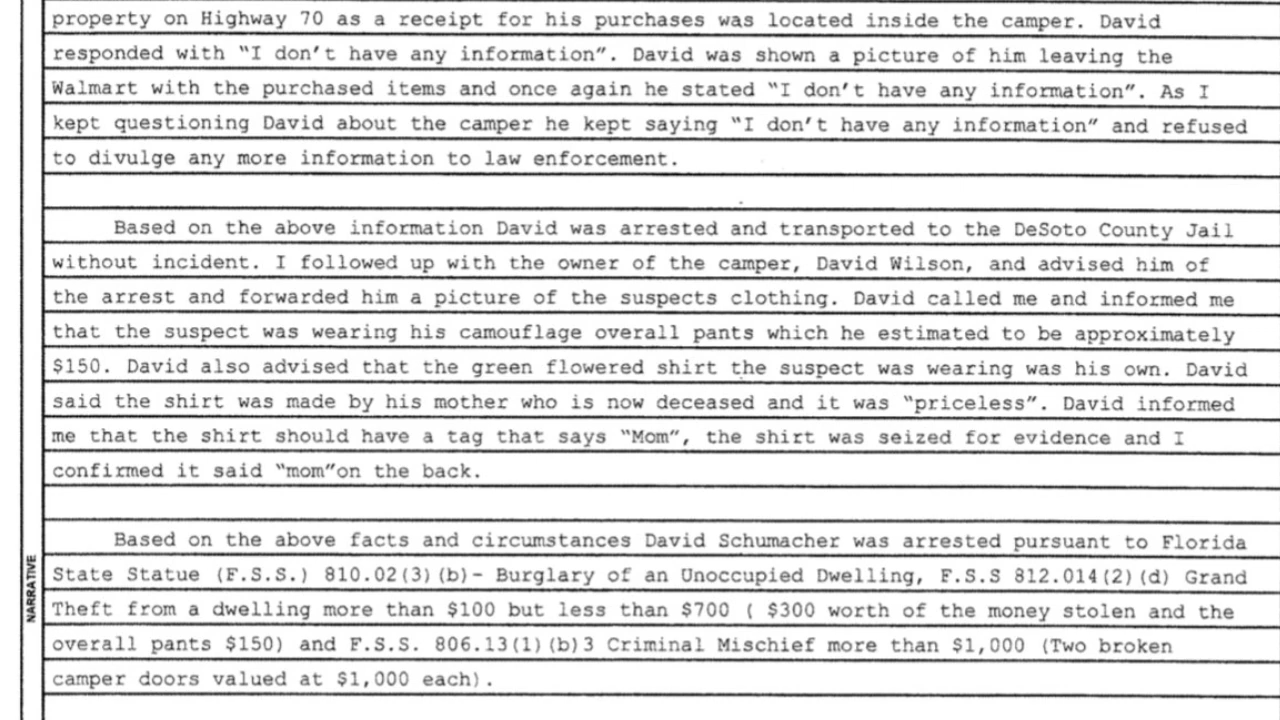 property on Highway 70 as a receipt for his purchases was located inside the camper. David
responded with "I don't have any information". David was shown a picture of him leaving the
Walmart with the purchased items and once again he stated "I don't have any information". As I
kept questioning David about the camper he kept saying "I don't have any information" and refused
to divulge any more information to law enforcement.
Based on the above information David was arrested and transported to the DeSoto County Jail
without incident. I followed up with the owner of the camper, David Wilson, and advised him of
the arrest and forwarded him a picture of the suspects clothing. David called me and informed me
that the suspect was wearing his camouflage overall pants which he estimated to be approximately
$150. David also advised that the green flowered shirt the suspect was wearing was his own. David
said the shirt was made by his mother who is now deceased and it was "priceless". David informed
me that the shirt should have a tag that says "Mom", the shirt was seized for evidence and I
confirmed it said "mom"on the back.
Based on the above facts and circumstances David Schumacher was arrested pursuant to Florida
State Statue (F.S.S.) 810.02(3)(b)- Burglary of an Unoccupied Dwelling, F.S.S 812.014(2)(d) Grand
Theft from a dwelling more than $100 but less than $700 ( $300 worth of the money stolen and the
overall pants $150) and F.S.S. 806.13(1)(b)3 Criminal Mischief more than $1,000 (Two broken
camper doors valued at $1,000 each).
NARRATIVE